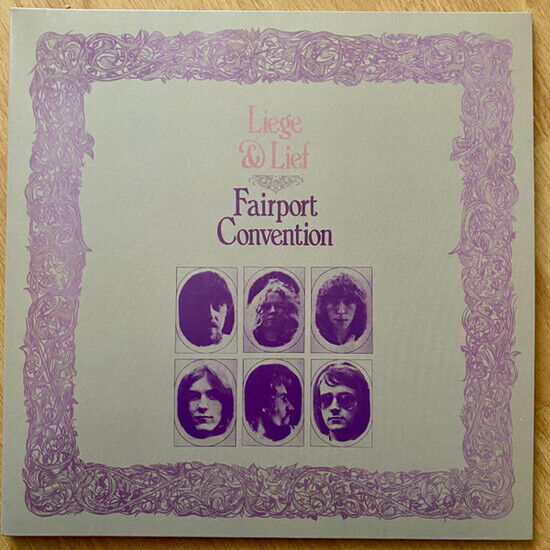 Liege
& Lief
Fairport
Convention